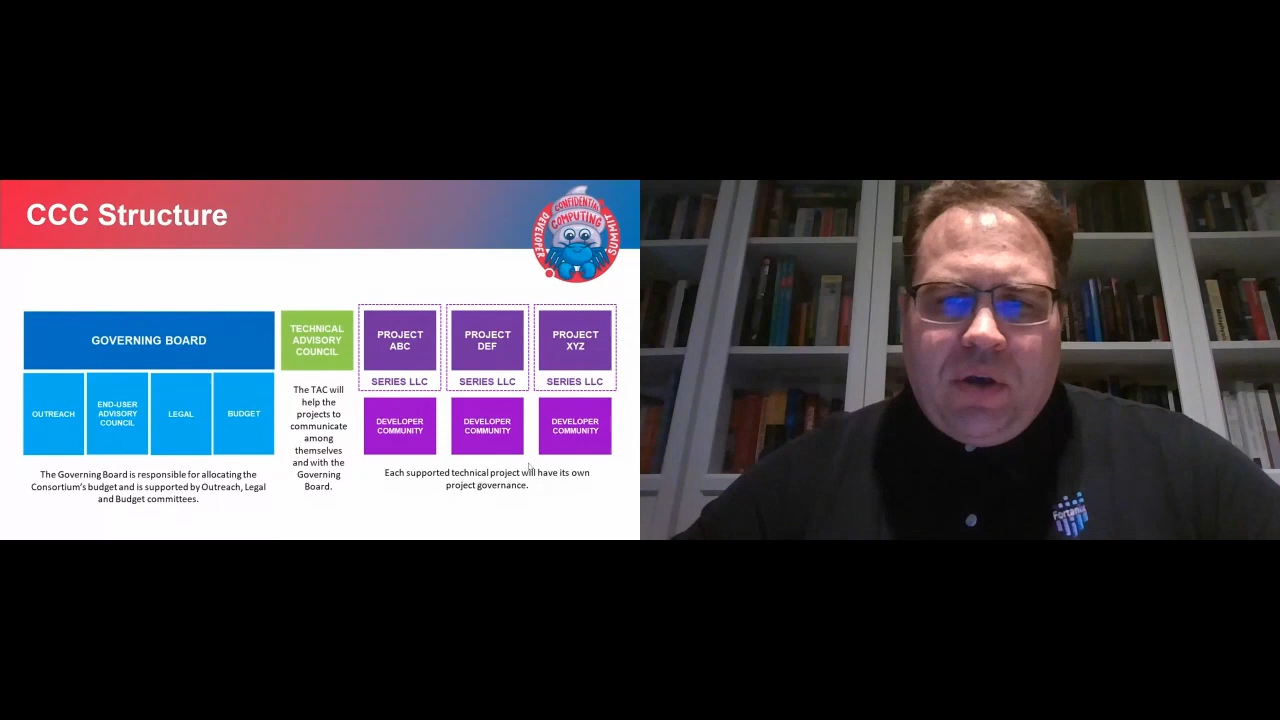 CCC Structure
CONFIDENTIAL
COMPUTING
DEVELOPER
SUMMIT
GOVERNING BOARD
OUTREACH
END-USER
ADVISORY
COUNCIL
LEGAL
BUDGET
The Governing Board is responsible for allocating the
Consortium's budget and is supported by Outreach, Legal
and Budget committees.
TECHNICAL
ADVISORY
COUNCIL
The TAC will
help the
projects to
communicate
among
themselves
and with the
Governing
Board.
PROJECT
ABC
SERIES LLC
DEVELOPER
COMMUNITY
PROJECT
DEF
SERIES LLC
DEVELOPER
COMMUNITY
PROJECT
XYZ
SERIES LLC
DEVELOPER
COMMUNITY
Each supported technical project will have its own
project governance.
Fortanix